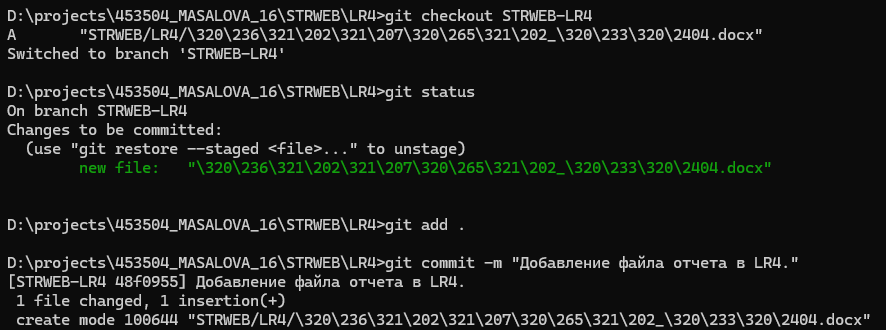 D:\projects\453504_MASALOVA_16\STRWEB\LR4>git checkout STRWEB-LR4
A       "STRWEB/LR4/\320\236\321\202\321\207\320\265\321\202_\320\233\320\2404.docx"
Switched to branch 'STRWEB-LR4'
D:\projects\453504_MASALOVA_16\STRWEB\LR4>git status
On branch STRWEB-LR4
Changes to be committed:
  (use "git restore --staged <file>..." to unstage)
        new file:   "\320\236\321\202\321\207\320\265\321\202_\320\233\320\2404.docx"
D:\projects\453504_MASALOVA_16\STRWEB\LR4>git add .
D:\projects\453504_MASALOVA_16\STRWEB\LR4>git commit -m "Добавление файла отчета в LR4."
[STRWEB-LR4 48f0955] Добавление файла отчета в LR4.
 1 file changed, 1 insertion(+)
 create mode 100644 "STRWEB/LR4/\320\236\321\202\321\207\320\265\321\202_\320\233\320\2404.docx"